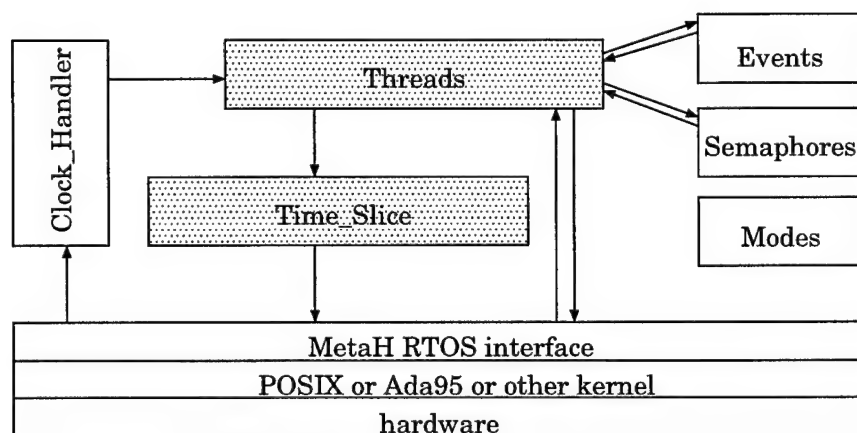 Clock_Handler
Threads
Events
Semaphores
Time_Slice
Modes
MetaH RTOS interface
POSIX or Ada95 or other kernel
hardware